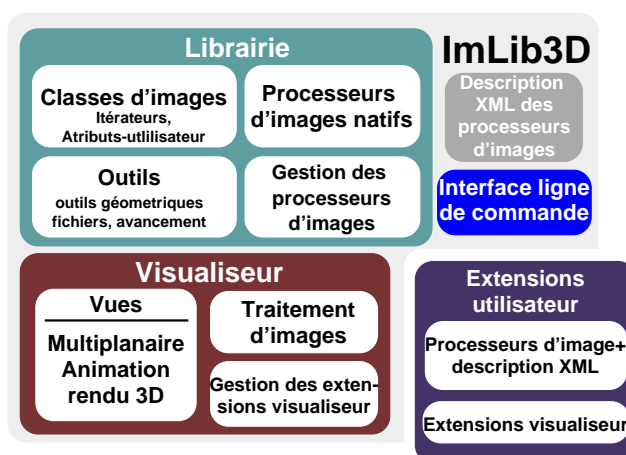 Librairie
Classes d'images
Itérateurs,
Atributs-utlilisateur
Processeurs
d'images natifs
Outils
outils géometriques
fichiers, avancement
Gestion des
processeurs
d'images
ImLib3D
Description
XML des
processeurs
d'images
Interface ligne
de commande
Visualiseur
Vues
Multiplanaire
Animation
rendu 3D
Traitement
d'images
Gestion des exten-
sions visualiseur
Extensions
utilisateur
Processeurs d'image+
description XML
Extensions visualiseur